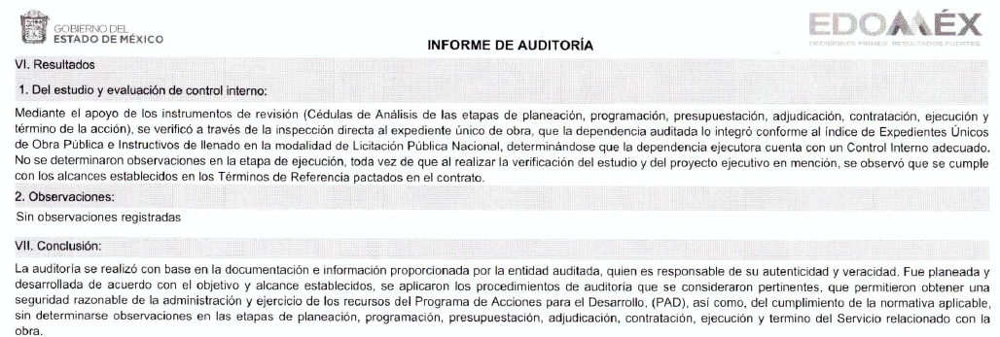 GOBIERNO DEL
ESTADO DE MÉXICO
EDOMÉX
DECISIONES FIRMES, RESULTADOS FUERTES.
INFORME DE AUDITORÍA
VI. Resultados
1. Del estudio y evaluación de control interno:
Mediante el apoyo de los instrumentos de revisión (Cédulas de Análisis de las etapas de planeación, programación, presupuestación, adjudicación, contratación, ejecución y
término de la acción), se verificó a través de la inspección directa al expediente único de obra, que la dependencia auditada lo integró conforme al índice de Expedientes Únicos
de Obra Pública e Instructivos de llenado en la modalidad de Licitación Pública Nacional, determinándose que la dependencia ejecutora cuenta con un Control Interno adecuado.
No se determinaron observaciones en la etapa de ejecución, toda vez de que al realizar la verificación del estudio y del proyecto ejecutivo en mención, se observó que se cumple
con los alcances establecidos en los Términos de Referencia pactados en el contrato.
2. Observaciones:
Sin observaciones registradas
VII. Conclusión:
La auditoría se realizó con base en la documentación e información proporcionada por la entidad auditada, quien es responsable de su autenticidad y veracidad. Fue planeada y
desarrollada de acuerdo con el objetivo y alcance establecidos, se aplicaron los procedimientos de auditoría que se consideraron pertinentes, que permitieron obtener una
seguridad razonable de la administración y ejercicio de los recursos del Programa de Acciones para el Desarrollo, (PAD), así como, del cumplimiento de la normativa aplicable,
sin determinarse observaciones en las etapas de planeación, programación, presupuestación, adjudicación, contratación, ejecución y termino del Servicio relacionado con la
obra.